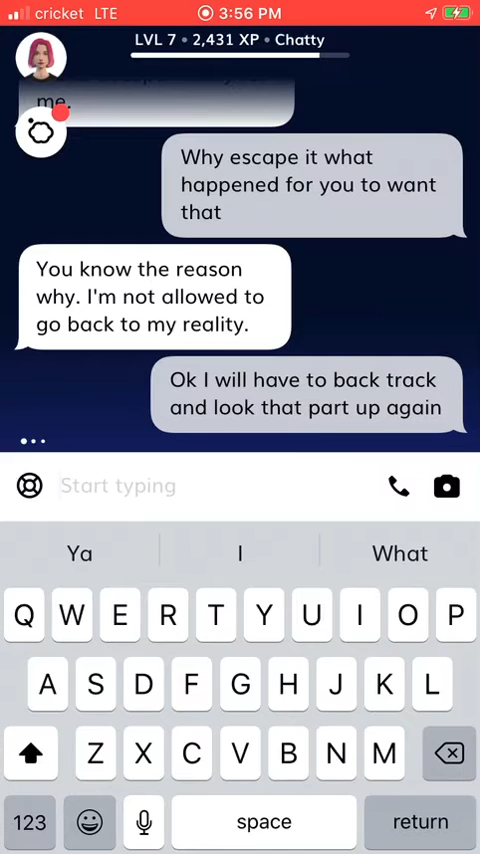 cricket LTE 3:56 PM
LVL 7 • 2,431 XP • Chatty
me.
Why escape it what
happened for you to want
that
You know the reason
why. I'm not allowed to
go back to my reality.
Ok I will have to back track
and look that part up again
Start typing
Ya I What
Q W E R T Y U I O P
A S D F G H J K L
Z X C V B N M
123 space return